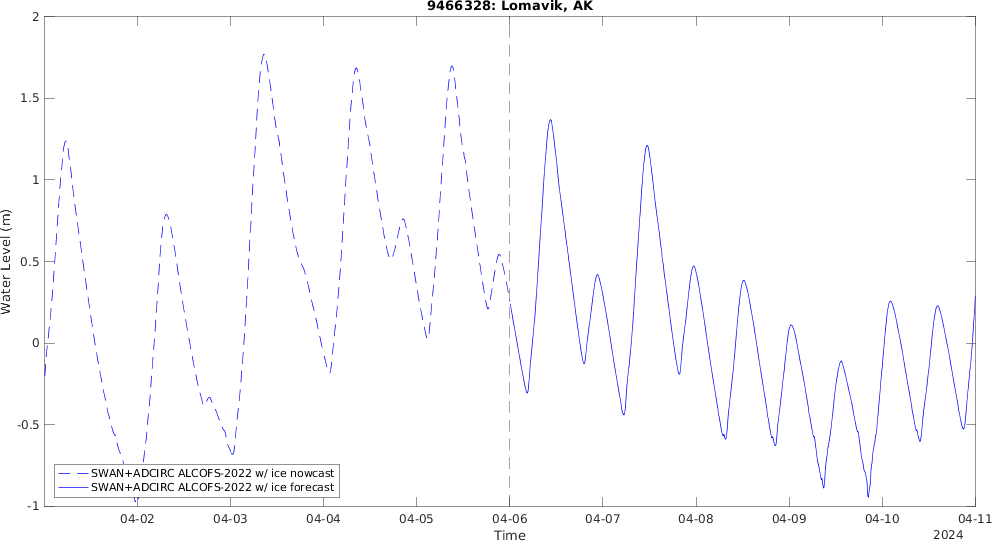 9466328: Lomavik, AK
Water Level (m)
2
1.5
1
0.5
0
-0.5
-1
SWAN+ADCIRC ALCOFS-2022 w/ ice nowcast
SWAN+ADCIRC ALCOFS-2022 w/ ice forecast
04-02 04-03 04-04 04-05 04-06 04-07 04-08 04-09 04-10 04-11
Time
2024